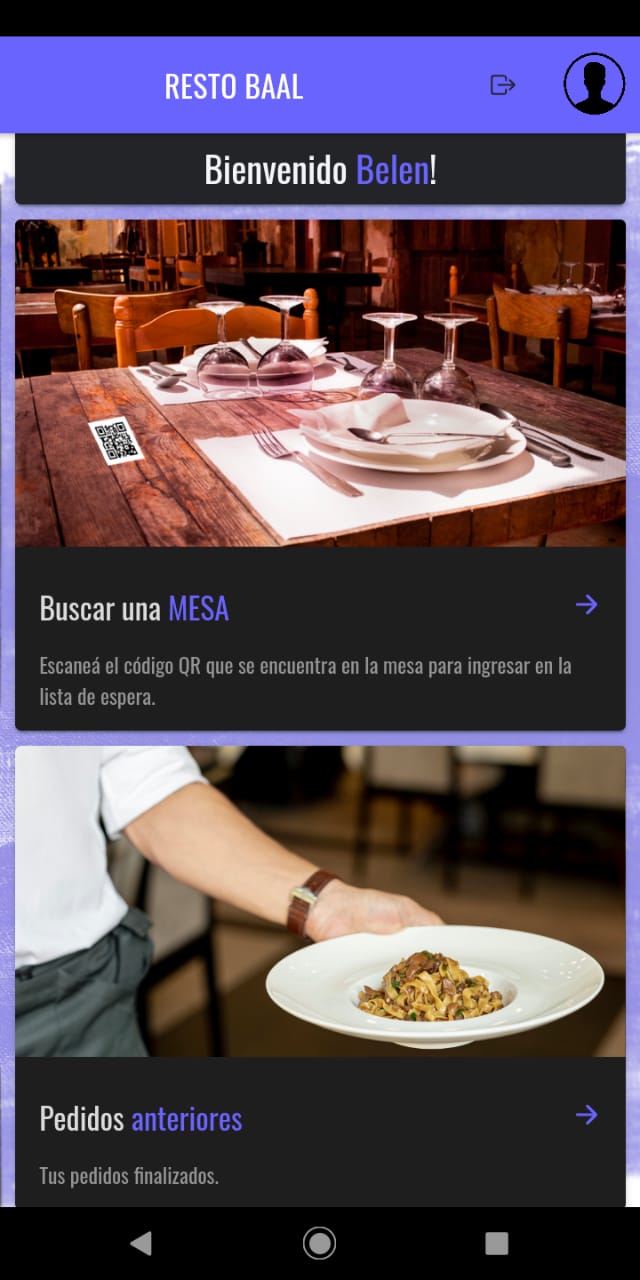 RESTO BAAL
Bienvenido Belen!
Buscar una MESA
Escaneá el código QR que se encuentra en la mesa para ingresar en la
lista de espera.
Pedidos anteriores
Tus pedidos finalizados.